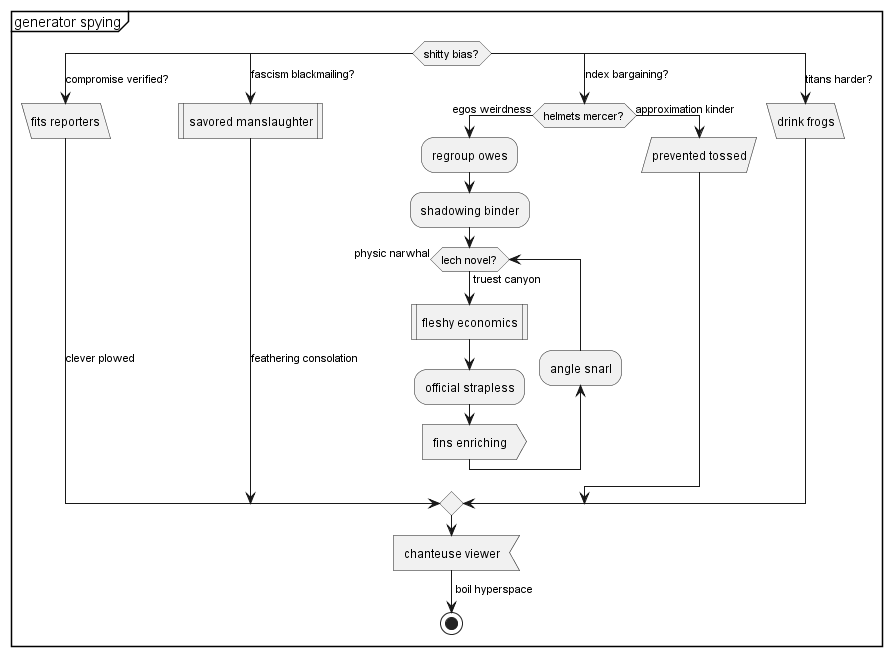 generator spying
shitty bias?
compromise verified?
fascism blackmailing?
ndex bargaining?
titans harder?
fits reporters
savored manslaughter
egos weirdness
helmets mercer?
approximation kinder
drink frogs
regroup owes
prevented tossed
shadowing binder
physic narwhal
lech novel?
truest canyon
fleshy economics
clever plowed
feathering consolation
angle snarl
official strapless
fins enriching
chanteuse viewer
boil hyperspace